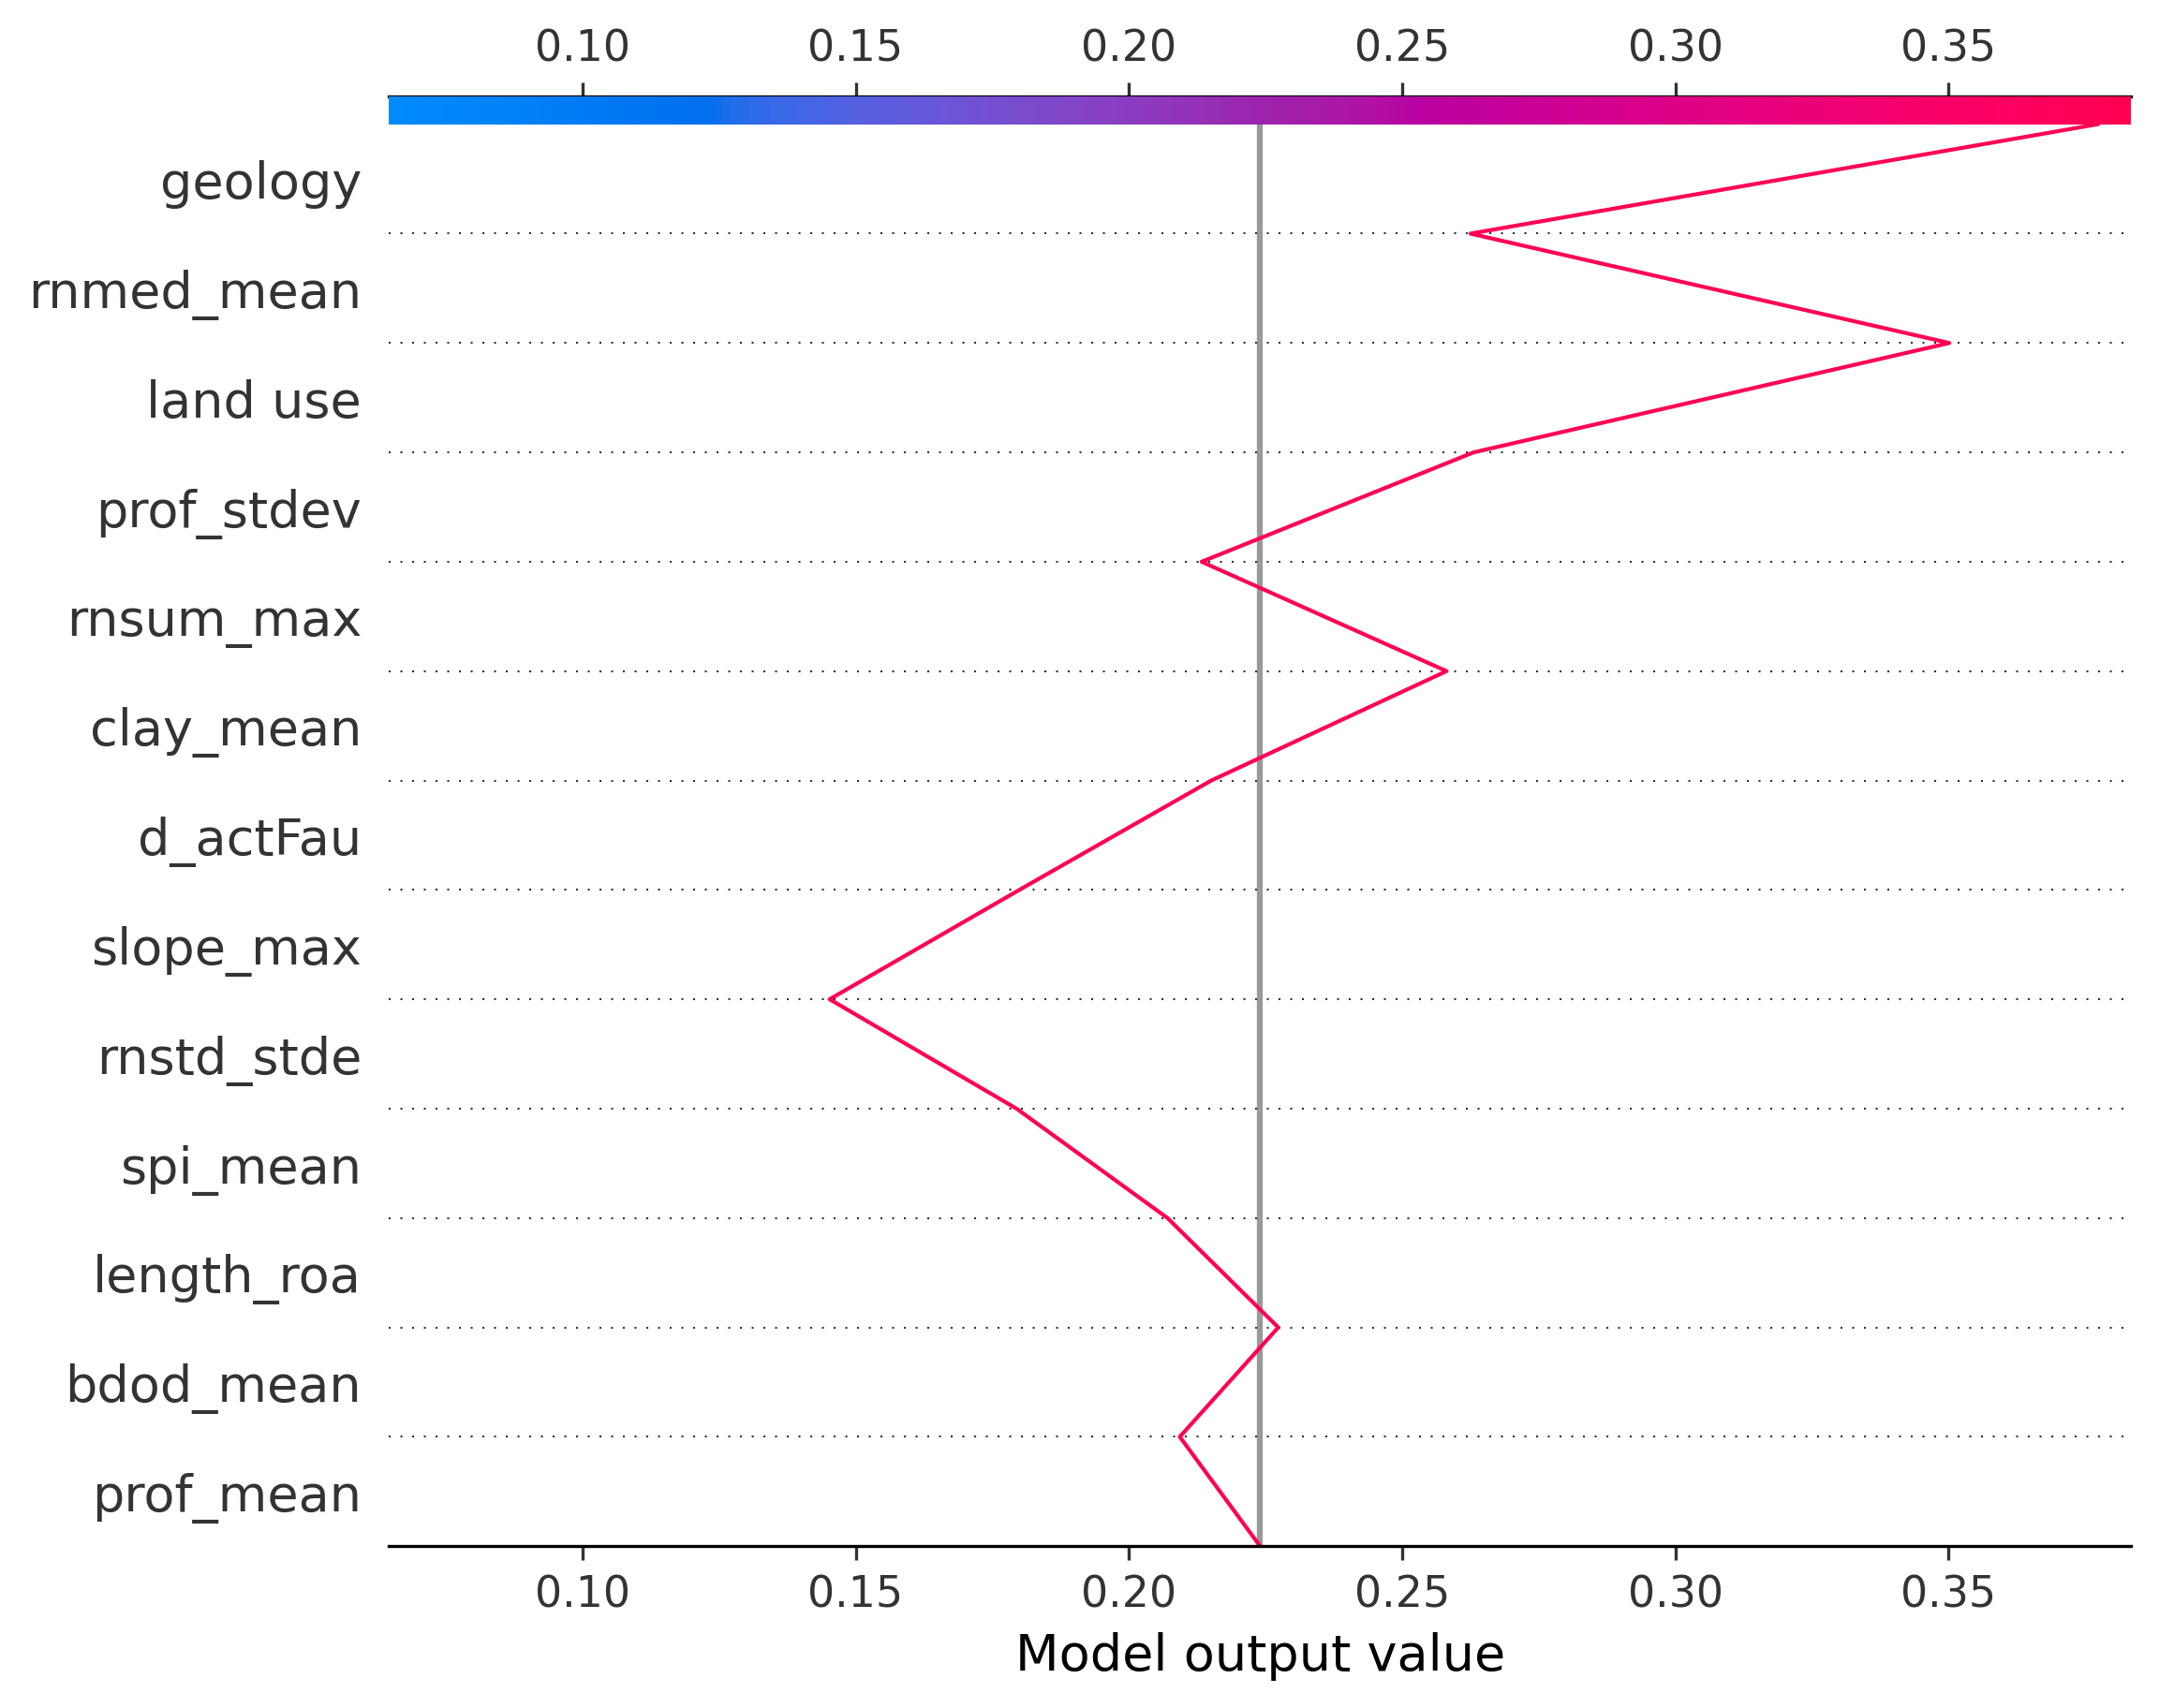 0.10 0.15 0.20 0.25 0.30 0.35
geology
rnmed_mean
land use
prof_stdev
rnsum_max
clay_mean
d_actFau
slope_max
rnstd_stde
spi_mean
length_roa
bdod_mean
prof_mean
0.10 0.15 0.20 0.25 0.30 0.35
Model output value